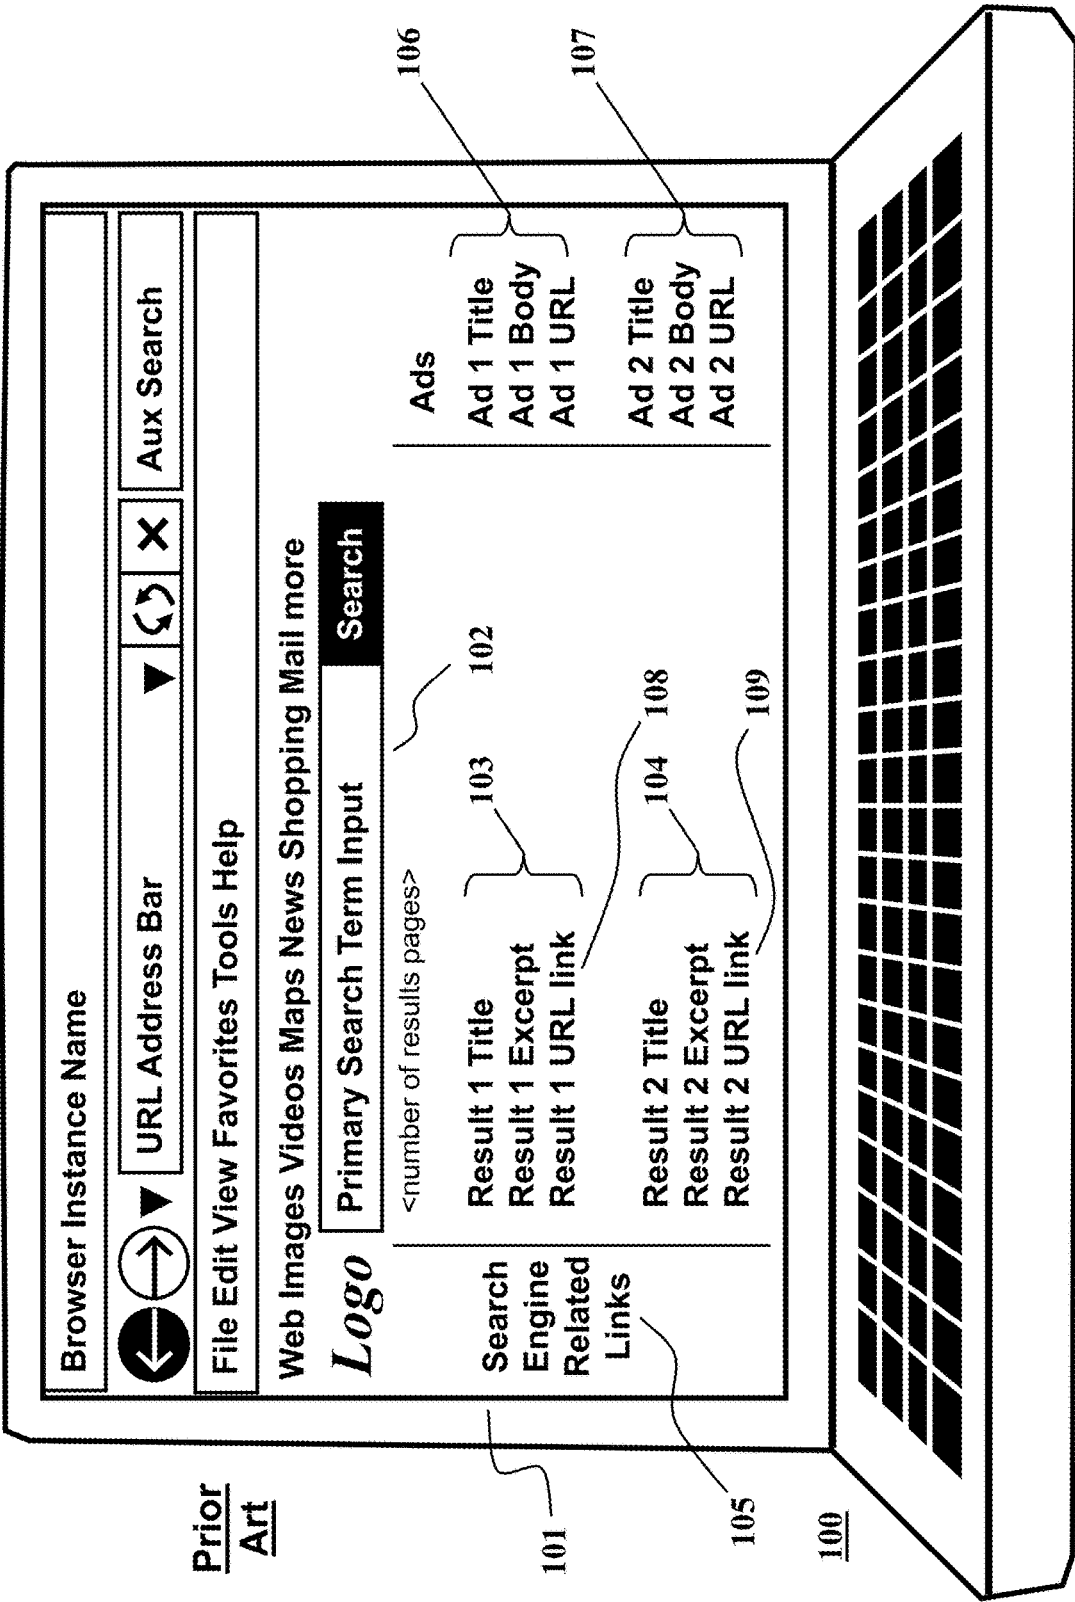 Prior
Art
Browser Instance Name
URL Address Bar
Aux Search
File Edit View Favorites Tools Help
Web Images Videos Maps News Shopping Mail more
Logo
Primary Search Term Input
Search
<number of results pages>
102
Search
Engine
Related
Links
Result 1 Title
Result 1 Excerpt
Result 1 URL link
103
108
Result 2 Title
Result 2 Excerpt
Result 2 URL link
104
109
Ads
Ad 1 Title
Ad 1 Body
Ad 1 URL
106
Ad 2 Title
Ad 2 Body
Ad 2 URL
107
101
105
100